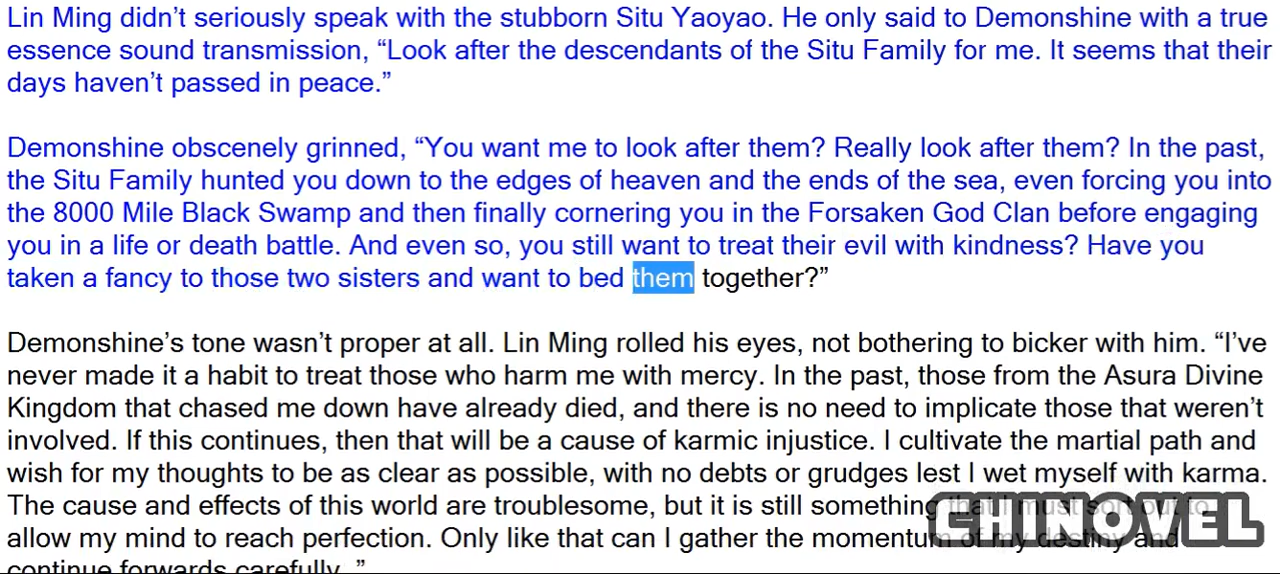 Lin Ming didn’t seriously speak with the stubborn Situ Yaoyao. He only said to Demonshine with a true
essence sound transmission, “Look after the descendants of the Situ Family for me. It seems that their
days haven’t passed in peace.”
Demonshine obscenely grinned, “You want me to look after them? Really look after them? In the past,
the Situ Family hunted you down to the edges of heaven and the ends of the sea, even forcing you into
the 8000 Mile Black Swamp and then finally cornering you in the Forsaken God Clan before engaging
you in a life or death battle. And even so, you still want to treat their evil with kindness? Have you
taken a fancy to those two sisters and want to bed them together?”
Demonshine’s tone wasn’t proper at all. Lin Ming rolled his eyes, not bothering to bicker with him. “I’ve
never made it a habit to treat those who harm me with mercy. In the past, those from the Asura Divine
Kingdom that chased me down have already died, and there is no need to implicate those that weren’t
involved. If this continues, then that will be a cause of karmic injustice. I cultivate the martial path and
wish for my thoughts to be as clear as possible, with no debts or grudges lest I wet myself with karma.
The cause and effects of this world are troublesome, but it is still something that I must sort out to
allow my mind to reach perfection. Only like that can I gather the momentum of my destiny and
continue forwards carefully. ”
CHINOVEL